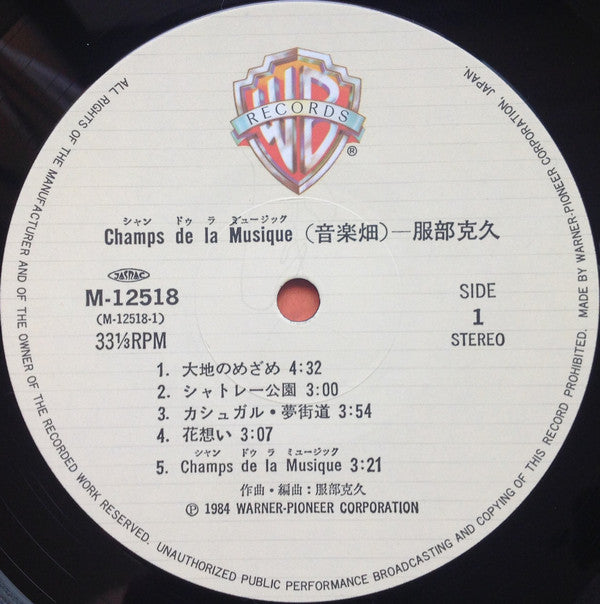 WB
RECORDS
®
シャン ドゥ ラ ミュージック
Champs de la Musique (音楽畑)—服部克久
JASRAC
M-12518
(M-12518-1)
33⅓RPM
SIDE
1
STEREO
1. 大地のめざめ 4:32
2. シャトレー公園 3:00
3. カシュガル・夢街道 3:54
4. 花想い 3:07
シャン ドゥ ラ ミュージック
5. Champs de la Musique 3:21
作曲・編曲：服部克久
Ⓟ 1984 WARNER-PIONEER CORPORATION
ALL RIGHTS OF THE MANUFACTURER AND OF THE OWNER OF THE RECORDED WORK RESERVED. UNAUTHORIZED PUBLIC PERFORMANCE BROADCASTING AND COPYING OF THIS RECORD PROHIBITED. MADE BY WARNER-PIONEER CORPORATION, JAPAN.